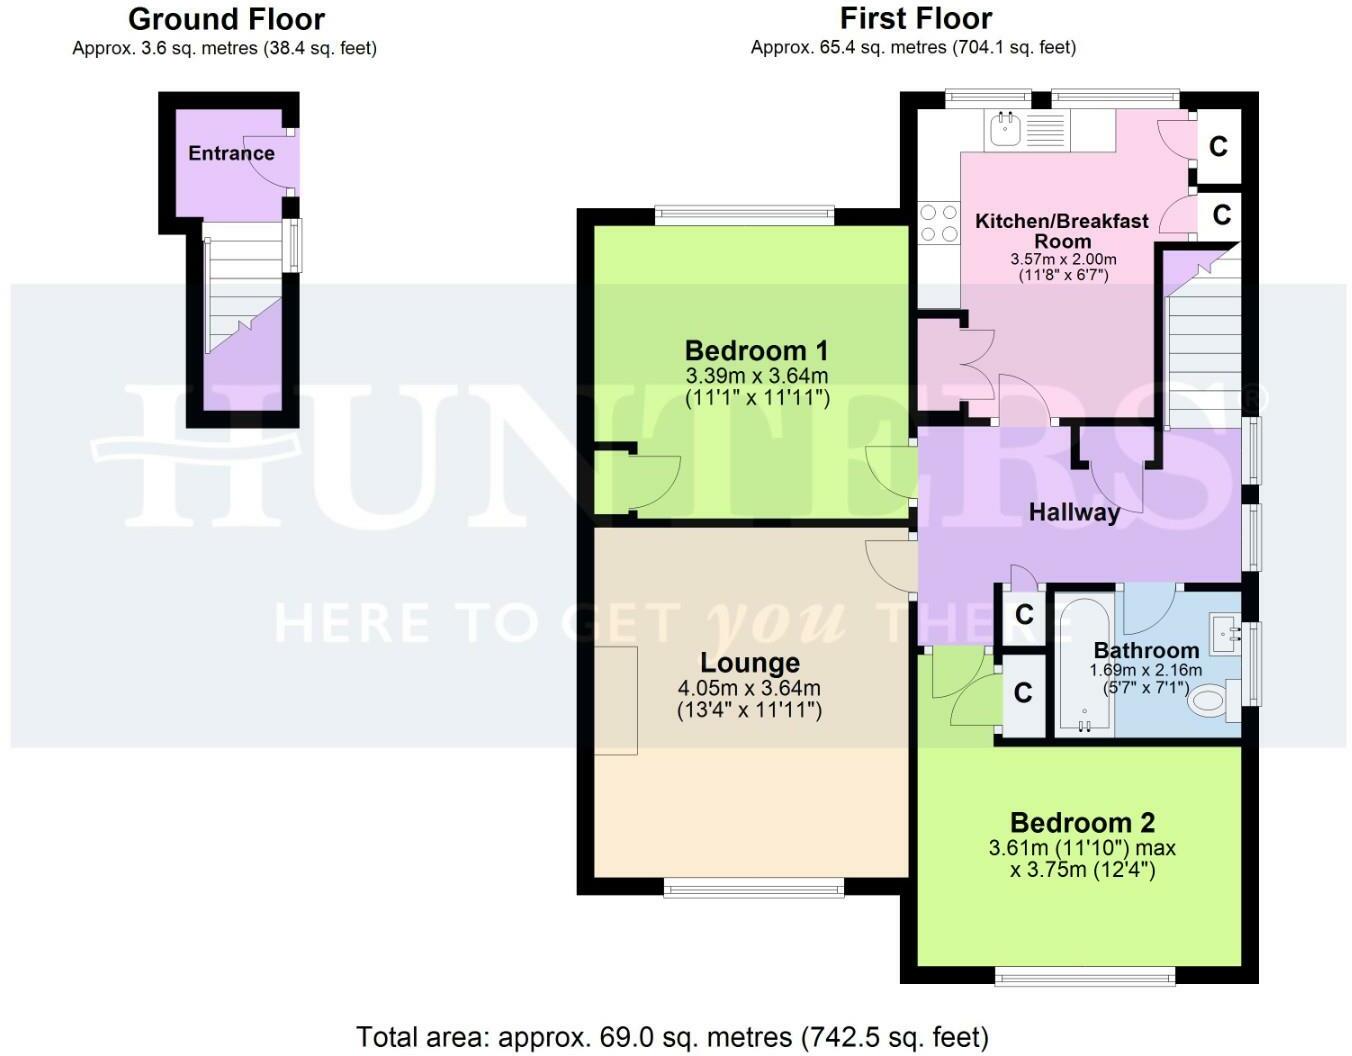 Ground Floor
Approx. 3.6 sq. metres (38.4 sq. feet)
First Floor
Approx. 65.4 sq. metres (704.1 sq. feet)
Entrance
C
C
Kitchen/Breakfast
Room
3.57m x 2.00m
(11'8" x 6'7")
Bedroom 1
3.39m x 3.64m
(11'1" x 11'11")
HUNTERS®
Hallway
HERE TO GET you THERE
C
Bathroom
1.69m x 2.16m
(5'7" x 7'1")
Lounge
4.05m x 3.64m
(13'4" x 11'11")
C
Bedroom 2
3.61m (11'10") max
x 3.75m (12'4")
Total area: approx. 69.0 sq. metres (742.5 sq. feet)